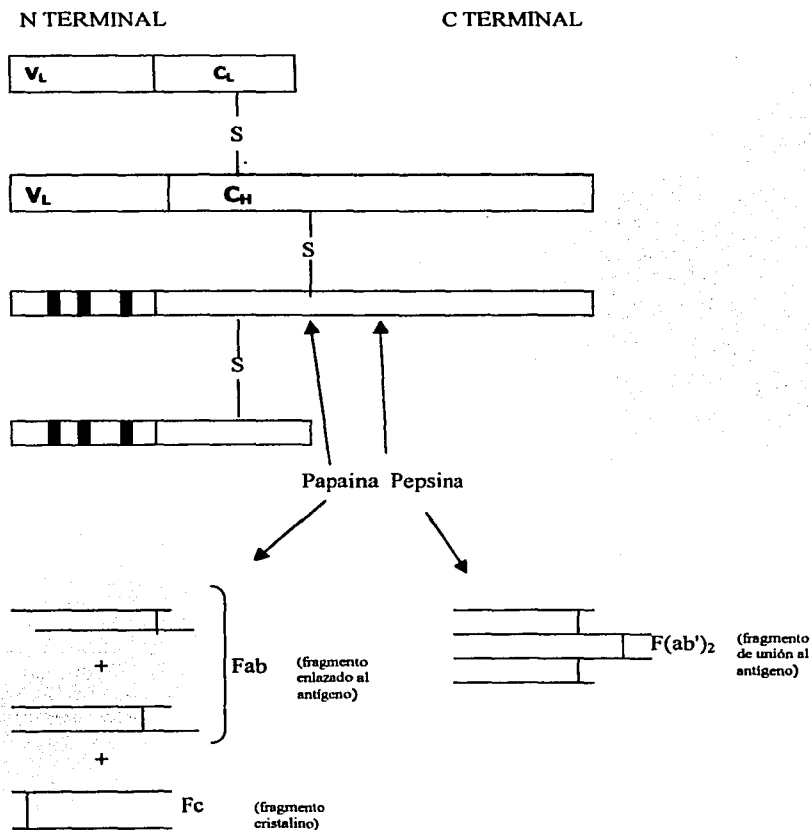 N TERMINAL
C TERMINAL
VL
CL
S
VL
CH
S
S
Papaina Pepsina
Fab
(fragmento
enlazado al
antígeno)
F(ab')2
(fragmento
de unión al
antígeno)
+
+
Fc
(fragmento
cristalino)